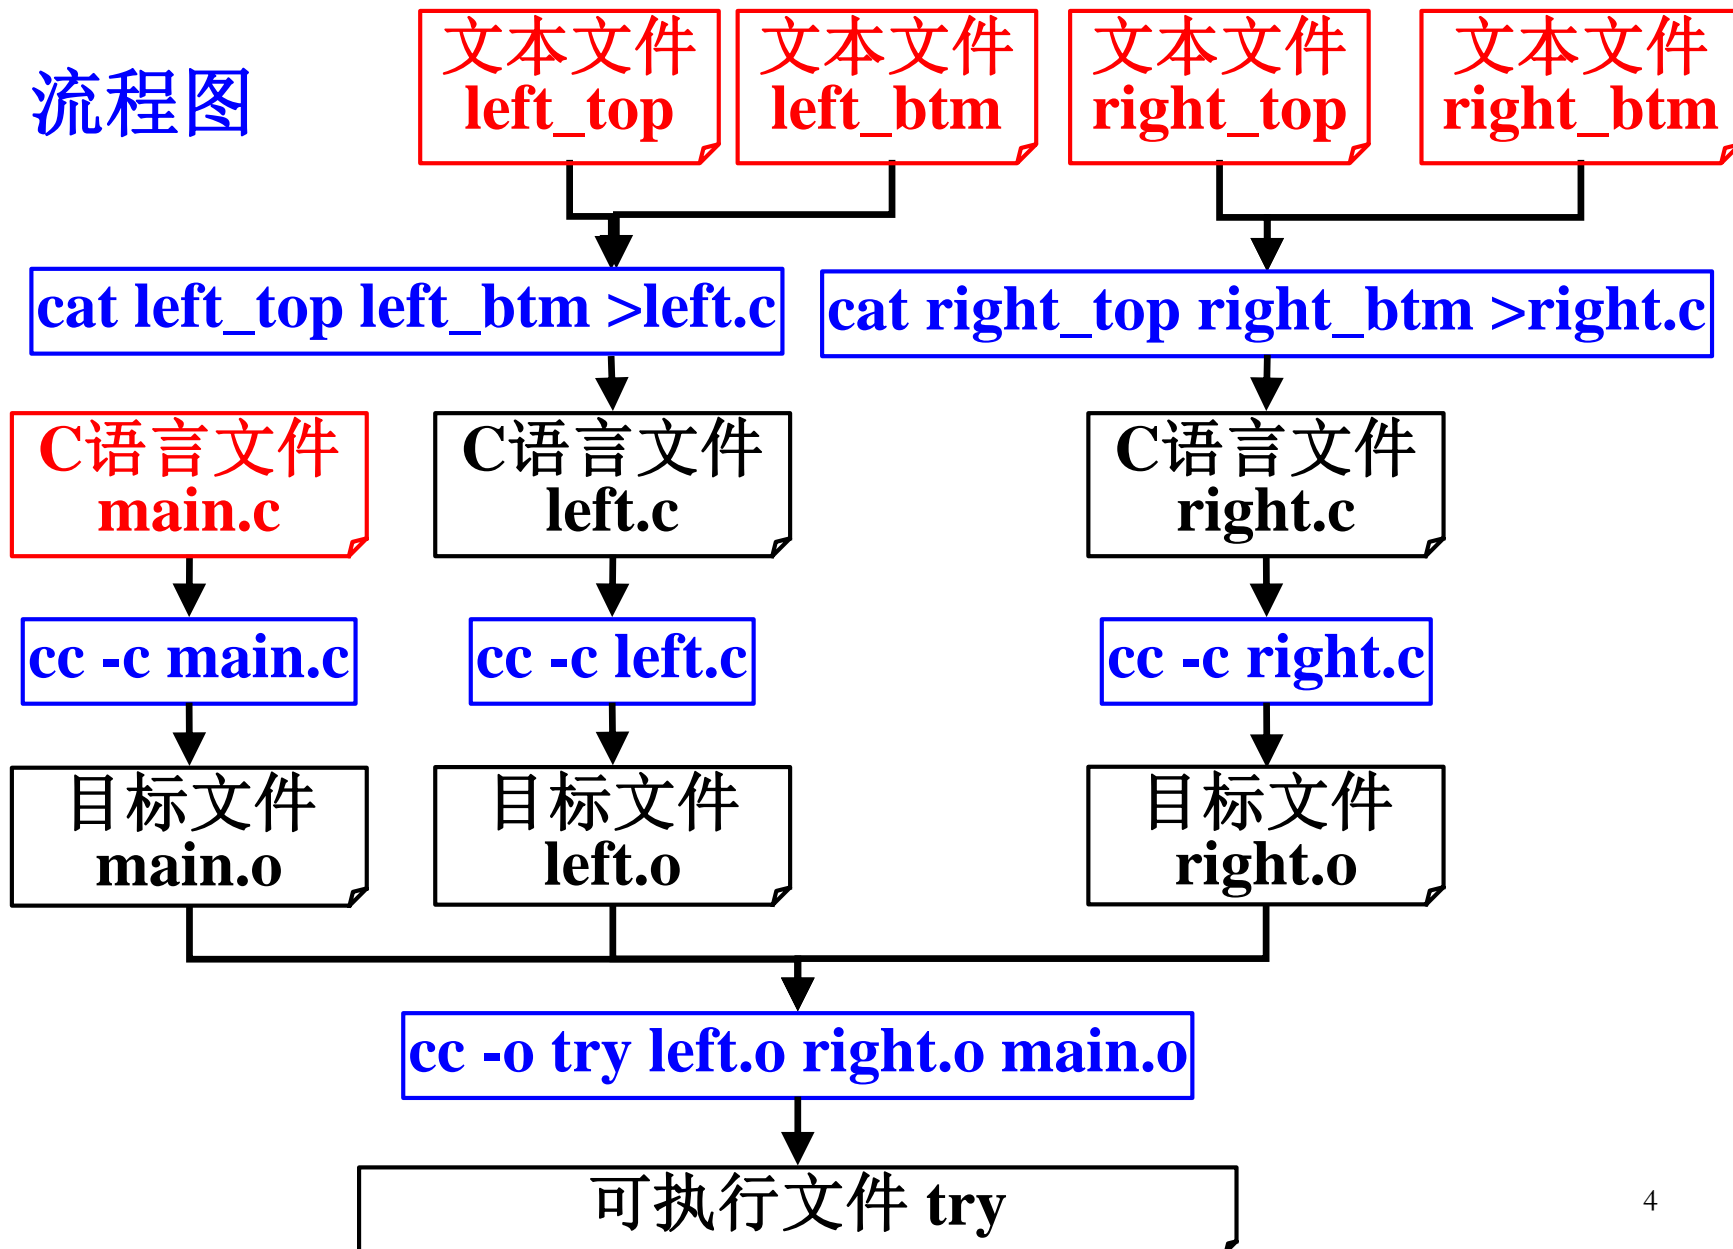 流程图
文本文件
left_top
文本文件
left_btm
文本文件
right_top
文本文件
right_btm
cat left_top left_btm >left.c
cat right_top right_btm >right.c
C语言文件
main.c
C语言文件
left.c
C语言文件
right.c
cc -c main.c
cc -c left.c
cc -c right.c
目标文件
main.o
目标文件
left.o
目标文件
right.o
cc -o try left.o right.o main.o
可执行文件 try
4